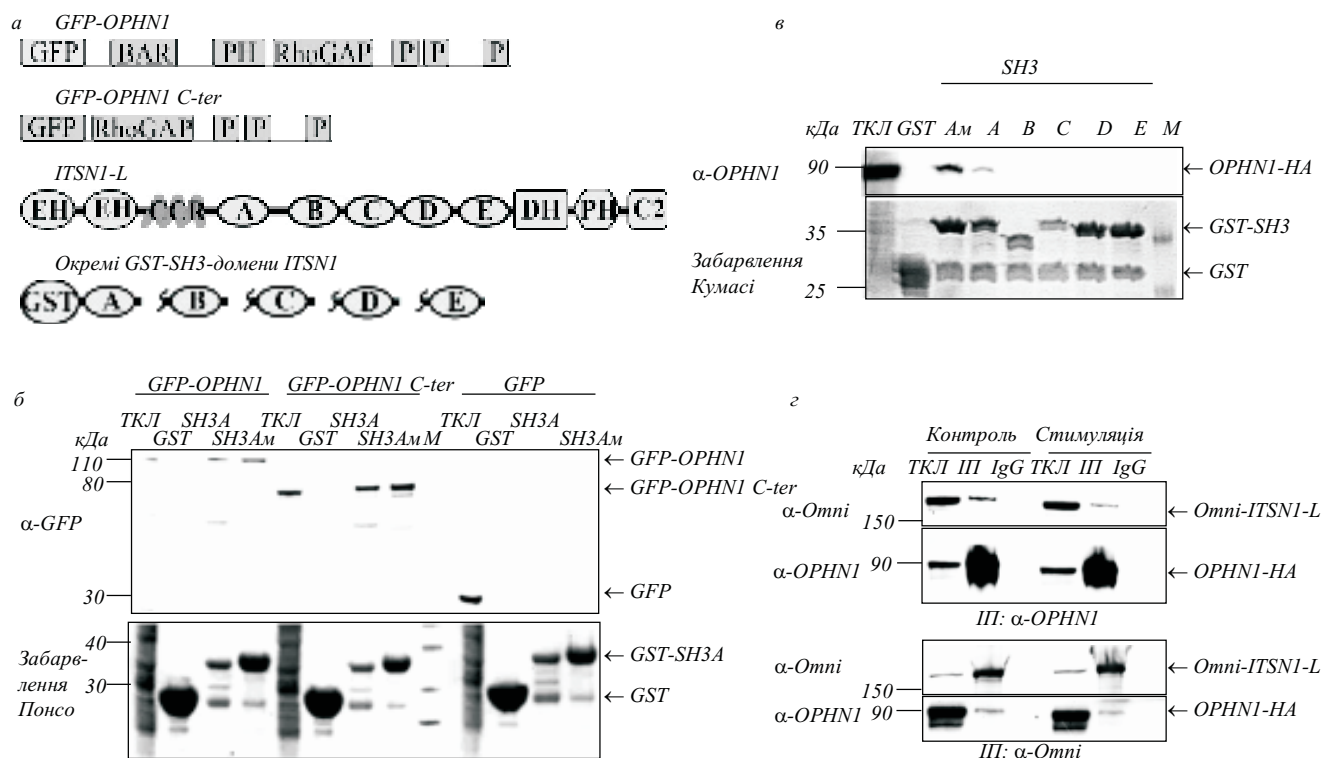 а
GFP-OPHN1
GFP BAR PH RhoGAP P P P
GFP-OPHN1 C-ter
GFP RhoGAP P P P
ITSN1-L
EH EH CCR A B C D E DH PH C2
Окремі GST-SH3-домени ITSN1
GST A B C D E
в
SH3
кДа ТКЛ GST Ам A B C D E M
α-OPHN1
90
← OPHN1-HA
35
← GST-SH3
Забарвлення
Кумасі
← GST
25
б
GFP-OPHN1 GFP-OPHN1 C-ter GFP
ТКЛ SH3A ТКЛ SH3A ТКЛ SH3A
кДа GST SH3Ам GST SH3Ам M GST SH3Ам
110
← GFP-OPHN1
80
← GFP-OPHN1 C-ter
α-GFP
30
← GFP
40
← GST-SH3A
Забарв-
лення
Понсо
30
← GST
г
Контроль Стимуляція
кДа ТКЛ ІП IgG ТКЛ ІП IgG
α-Omni
150
← Omni-ITSN1-L
α-OPHN1
90
← OPHN1-HA
ІП: α-OPHN1
α-Omni
150
← Omni-ITSN1-L
α-OPHN1
90
← OPHN1-HA
ІП: α-Omni